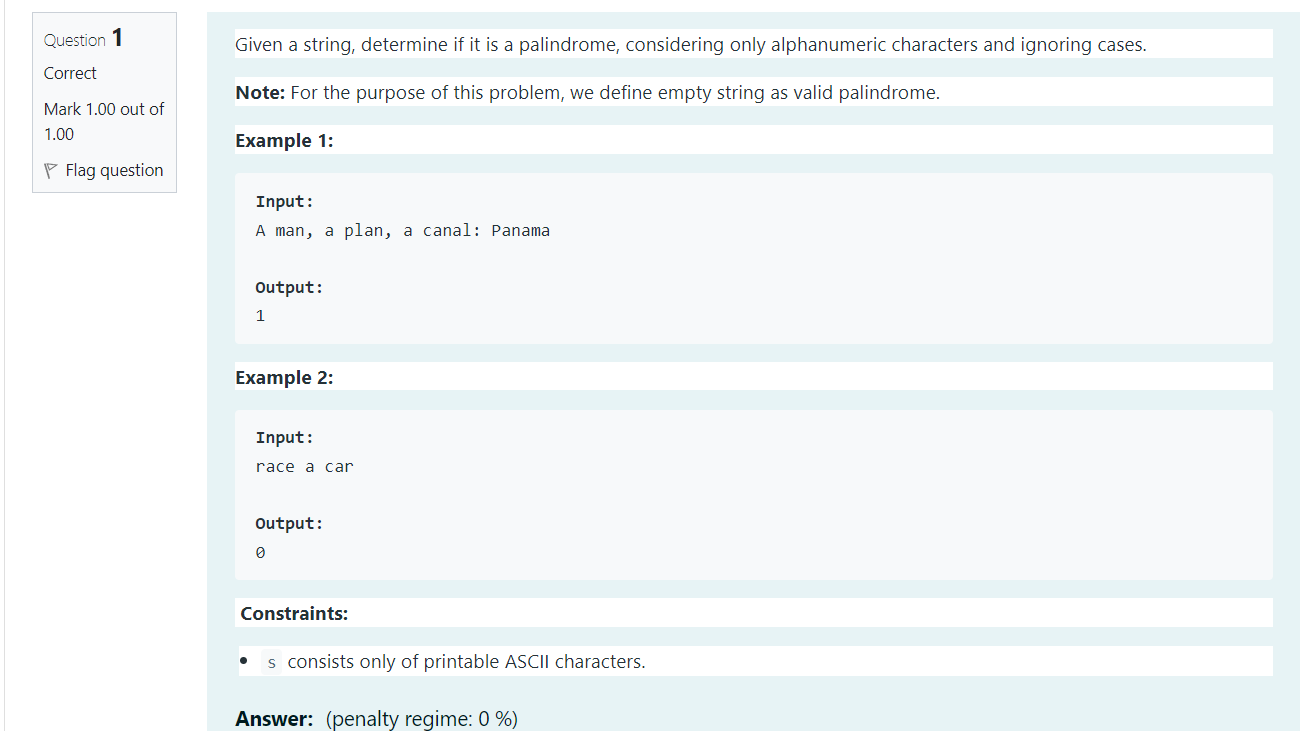 Question 1
Correct
Mark 1.00 out of
1.00
Flag question
Given a string, determine if it is a palindrome, considering only alphanumeric characters and ignoring cases.
Note: For the purpose of this problem, we define empty string as valid palindrome.
Example 1:
Input:
A man, a plan, a canal: Panama
Output:
1
Example 2:
Input:
race a car
Output:
0
Constraints:
• s consists only of printable ASCII characters.
Answer: (penalty regime: 0 %)